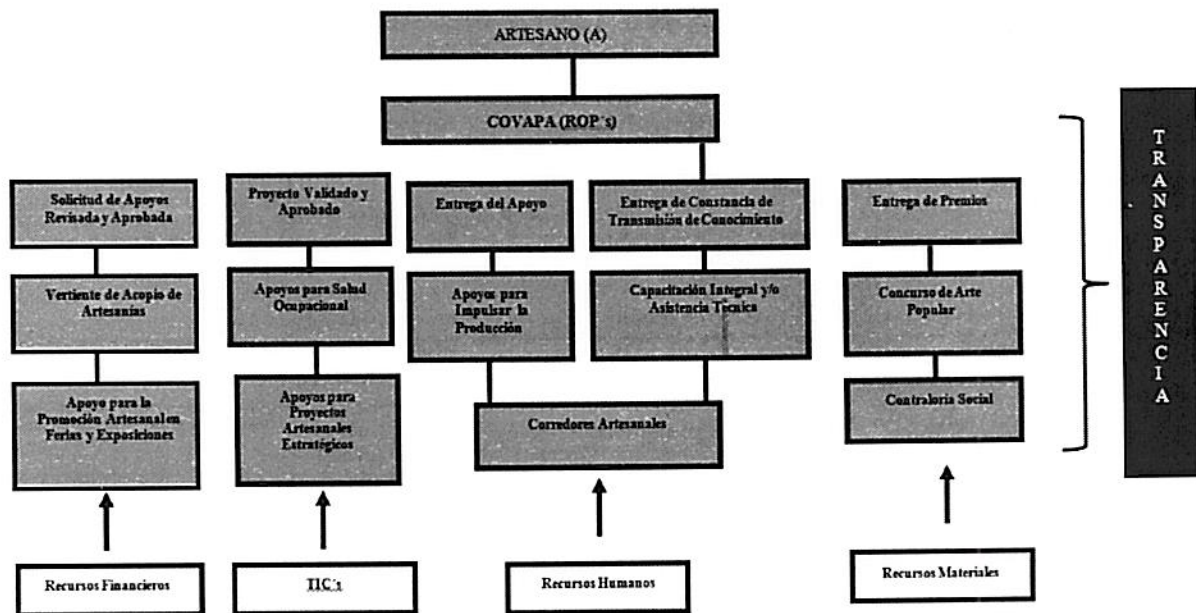 ARTESANO (A)
COVAPA (ROP´s)
Solicitud de Apoyos
Revisada y Aprobada
Proyecto Validado y
Aprobado
Entrega del Apoyo
Entrega de Constancia de
Transmisión de Conocimiento
Entrega de Premios
Vertiente de Acopio de
Artesanías
Apoyos para Salud
Ocupacional
Apoyos para
Impulsar la
Producción
Capacitación Integral y/o
Asistencia Técnica
Concurso de Arte
Popular
Apoyo para la
Promoción Artesanal en
Ferias y Exposiciones
Apoyos para
Proyectos
Artesanales
Estratégicos
Corredores Artesanales
Contraloría Social
Recursos Financieros
TIC´s
Recursos Humanos
Recursos Materiales
TRANSPARENCIA